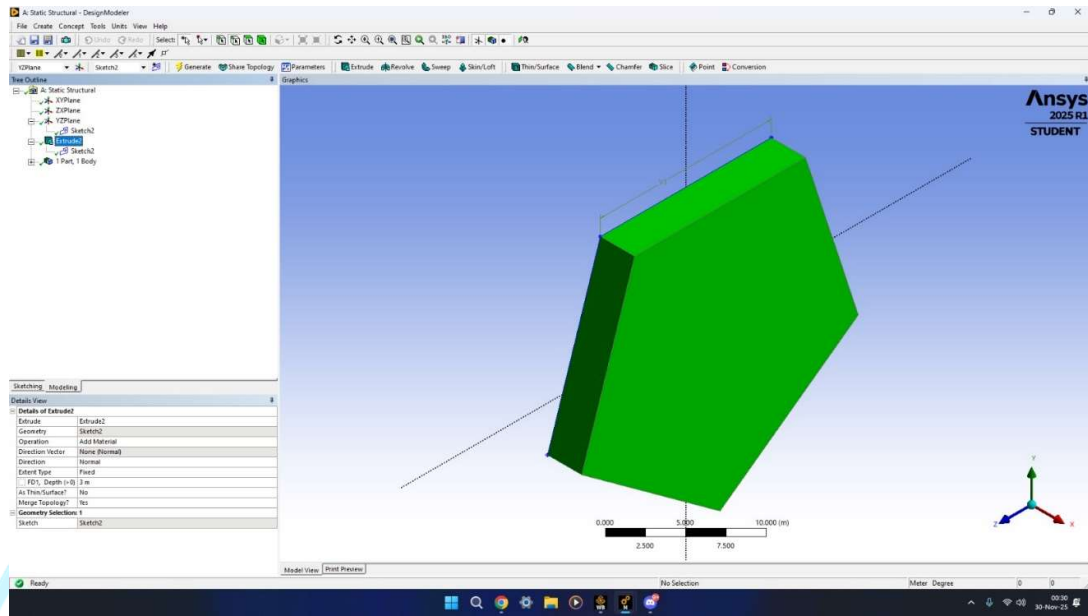 A: Static Structural - DesignModeler
File Create Concept Tools Units View Help
Undo Redo Select:
YZPlane Sketch2 Generate Share Topology Parameters Extrude Revolve Sweep Skin/Loft Thin/Surface Blend Chamfer Slice Point Conversion
Tree Outline
A: Static Structural
XYPlane
ZXPlane
YZPlane
Sketch2
Extrude2
Sketch2
1 Part, 1 Body
Graphics
Ansys
2025 R1
STUDENT
0.000 5.000 10.000 (m)
2.500 7.500
Y
Z X
Sketching Modeling
Details View
Details of Extrude2
Extrude Extrude2
Geometry Sketch2
Operation Add Material
Direction Vector None (Normal)
Direction Normal
Extent Type Fixed
FD1, Depth (>0) 3 m
As Thin/Surface? No
Merge Topology? Yes
Geometry Selection: 1
Sketch Sketch2
Model View Print Preview
Ready No Selection Meter Degree 0 0
00:30
30-Nov-25